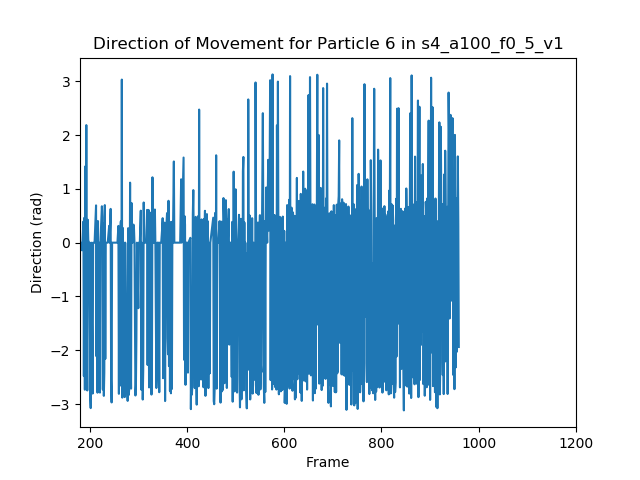 Direction of Movement for Particle 6 in s4_a100_f0_5_v1
3
2
1
0
−1
−2
−3
Direction (rad)
200 400 600 800 1000 1200
Frame